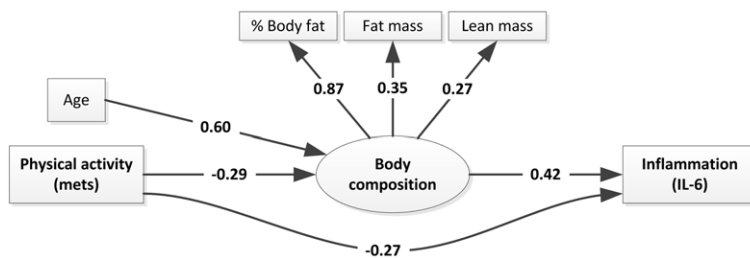 % Body fat
Fat mass
Lean mass
0.87
0.35
0.27
Age
0.60
Physical activity
(mets)
-0.29
Body
composition
0.42
Inflammation
(IL-6)
-0.27